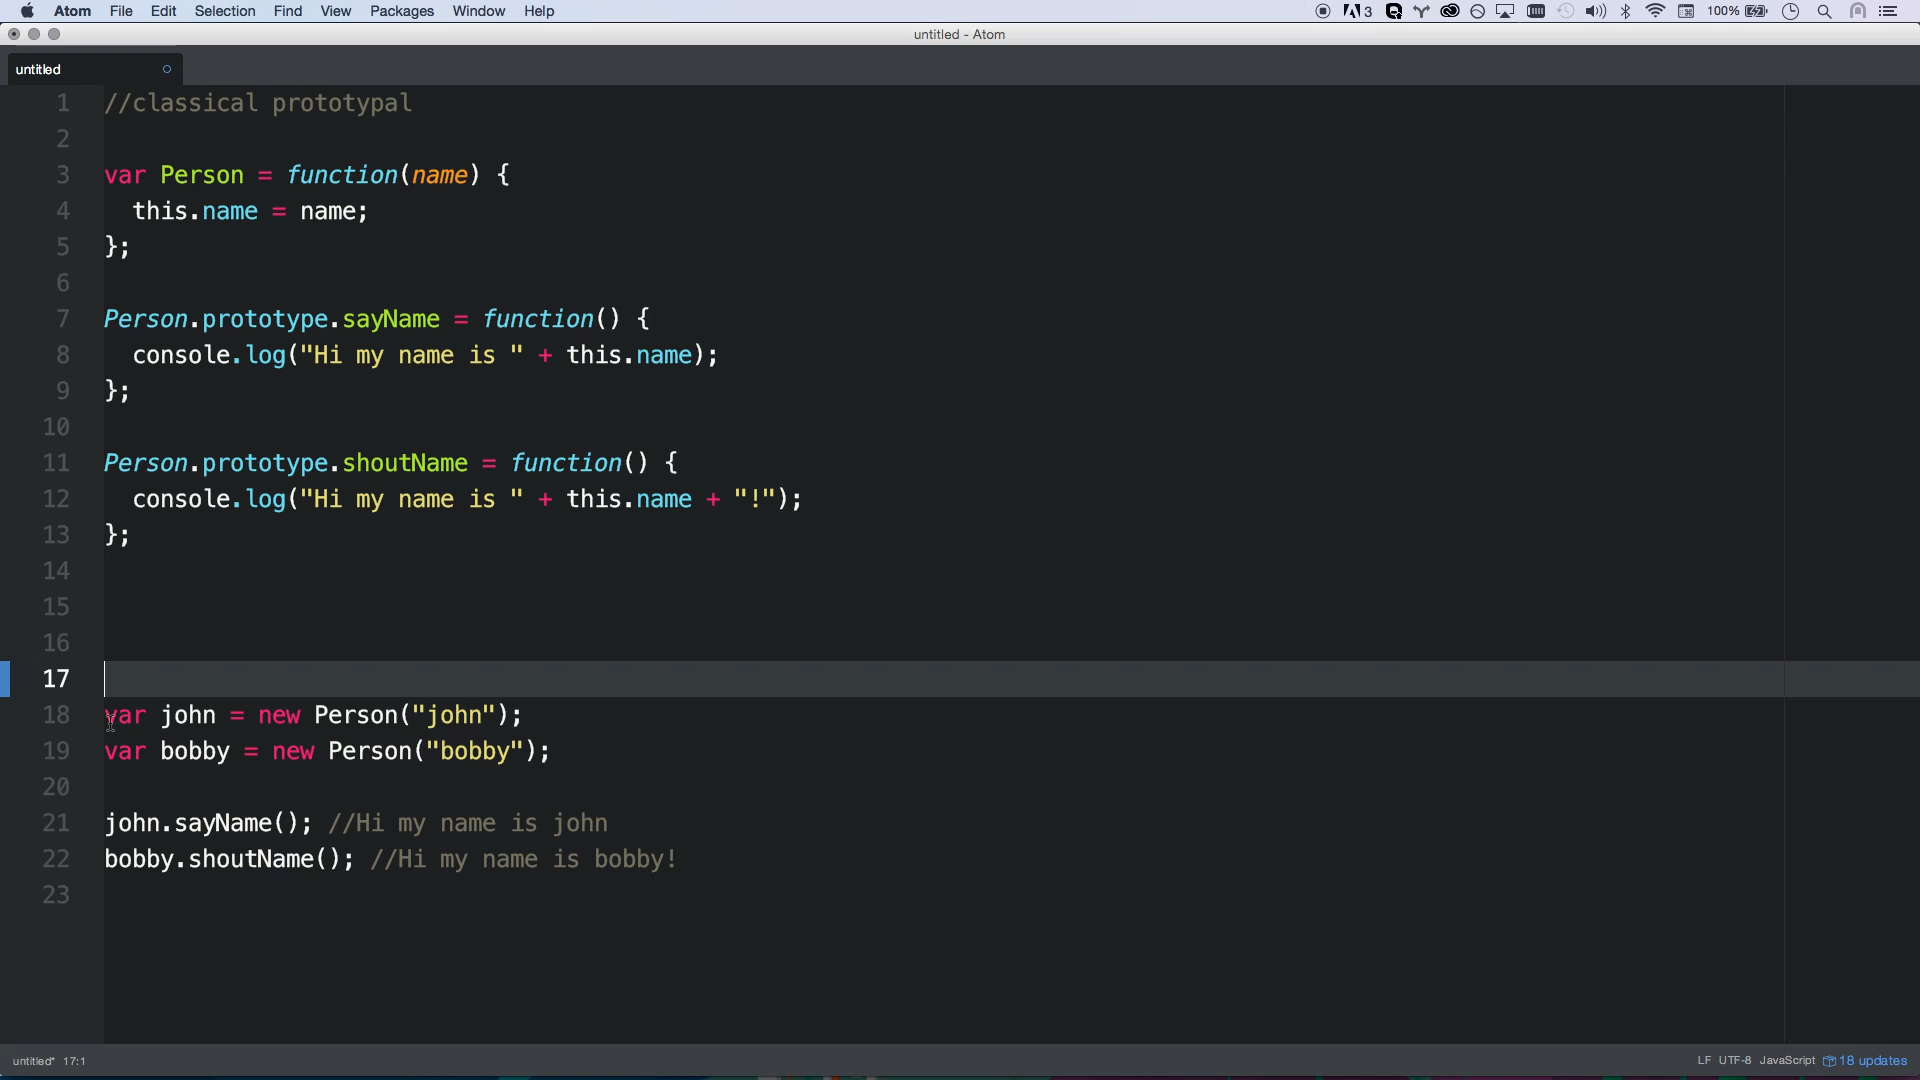 Atom File Edit Selection Find View Packages Window Help 3 100%
untitled - Atom
untitled
1 //classical prototypal
2
3 var Person = function(name) {
4 this.name = name;
5 };
6
7 Person.prototype.sayName = function() {
8 console.log("Hi my name is " + this.name);
9 };
10
11 Person.prototype.shoutName = function() {
12 console.log("Hi my name is " + this.name + "!");
13 };
14
15
16
17
18 var john = new Person("john");
19 var bobby = new Person("bobby");
20
21 john.sayName(); //Hi my name is john
22 bobby.shoutName(); //Hi my name is bobby!
23
untitled* 17:1 LF UTF-8 JavaScript 18 updates